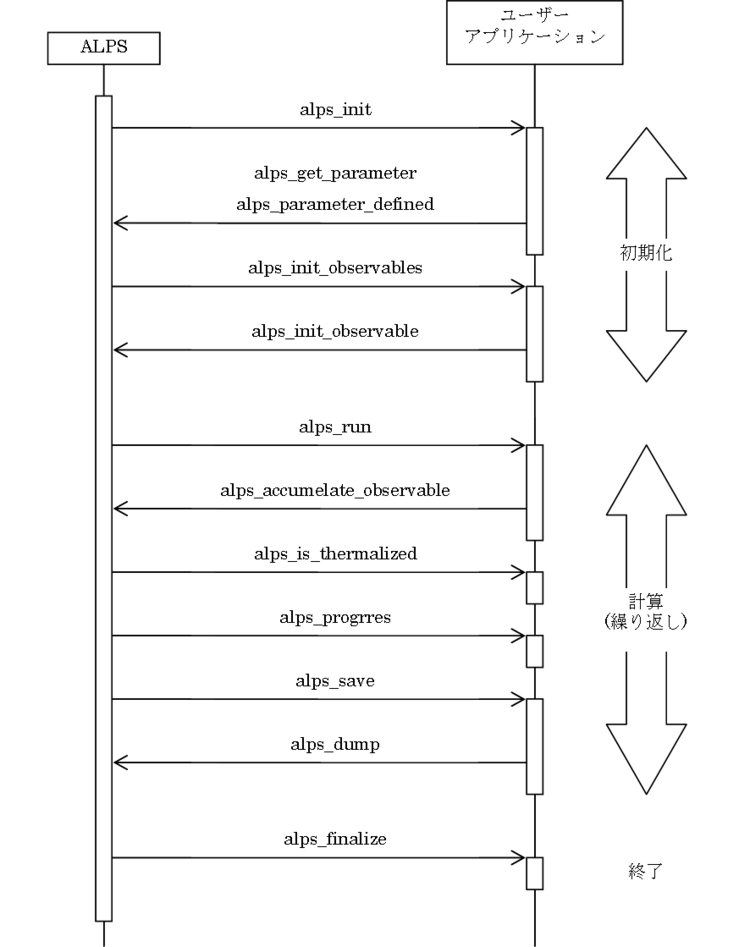 ユーザー
アプリケーション
ALPS
alps_init
alps_get_parameter
alps_parameter_defined
初期化
alps_init_observables
alps_init_observable
alps_run
alps_accumelate_observable
alps_is_thermalized
計算
(繰り返し)
alps_progrres
alps_save
alps_dump
alps_finalize
終了